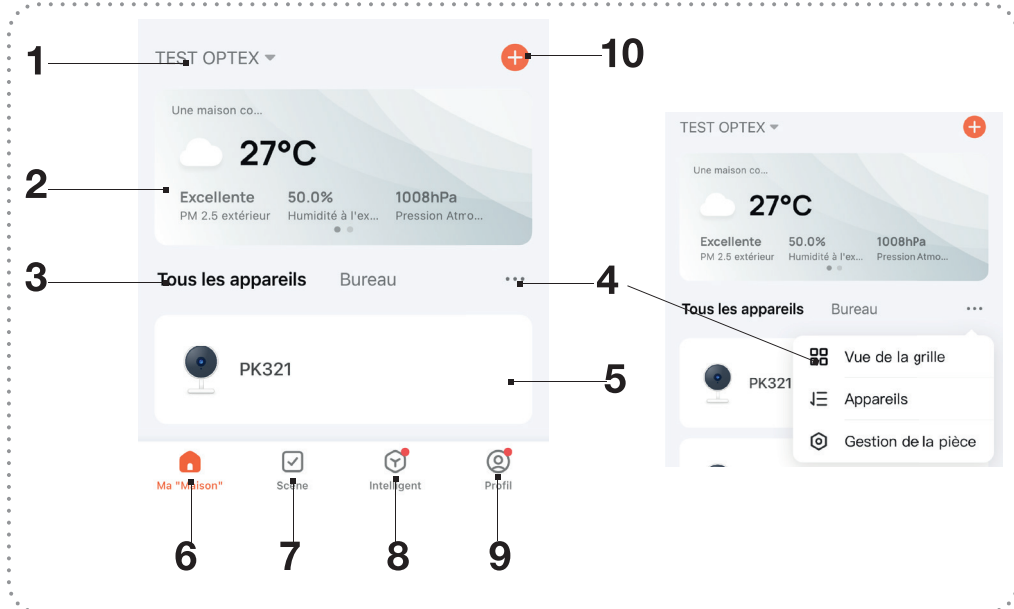 1
TEST OPTEX
10
Une maison co...
27°C
2
Excellente 50.0% 1008hPa
PM 2.5 extérieur Humidité à l'ex... Pression Atmo...
3
Tous les appareils Bureau
4
PK321
5
Ma "Maison" Scène Intelligent Profil
6 7 8 9
TEST OPTEX
Une maison co...
27°C
Excellente 50.0% 1008hPa
PM 2.5 extérieur Humidité à l'ex... Pression Atmo...
Tous les appareils Bureau
PK321
Vue de la grille
Appareils
Gestion de la pièce